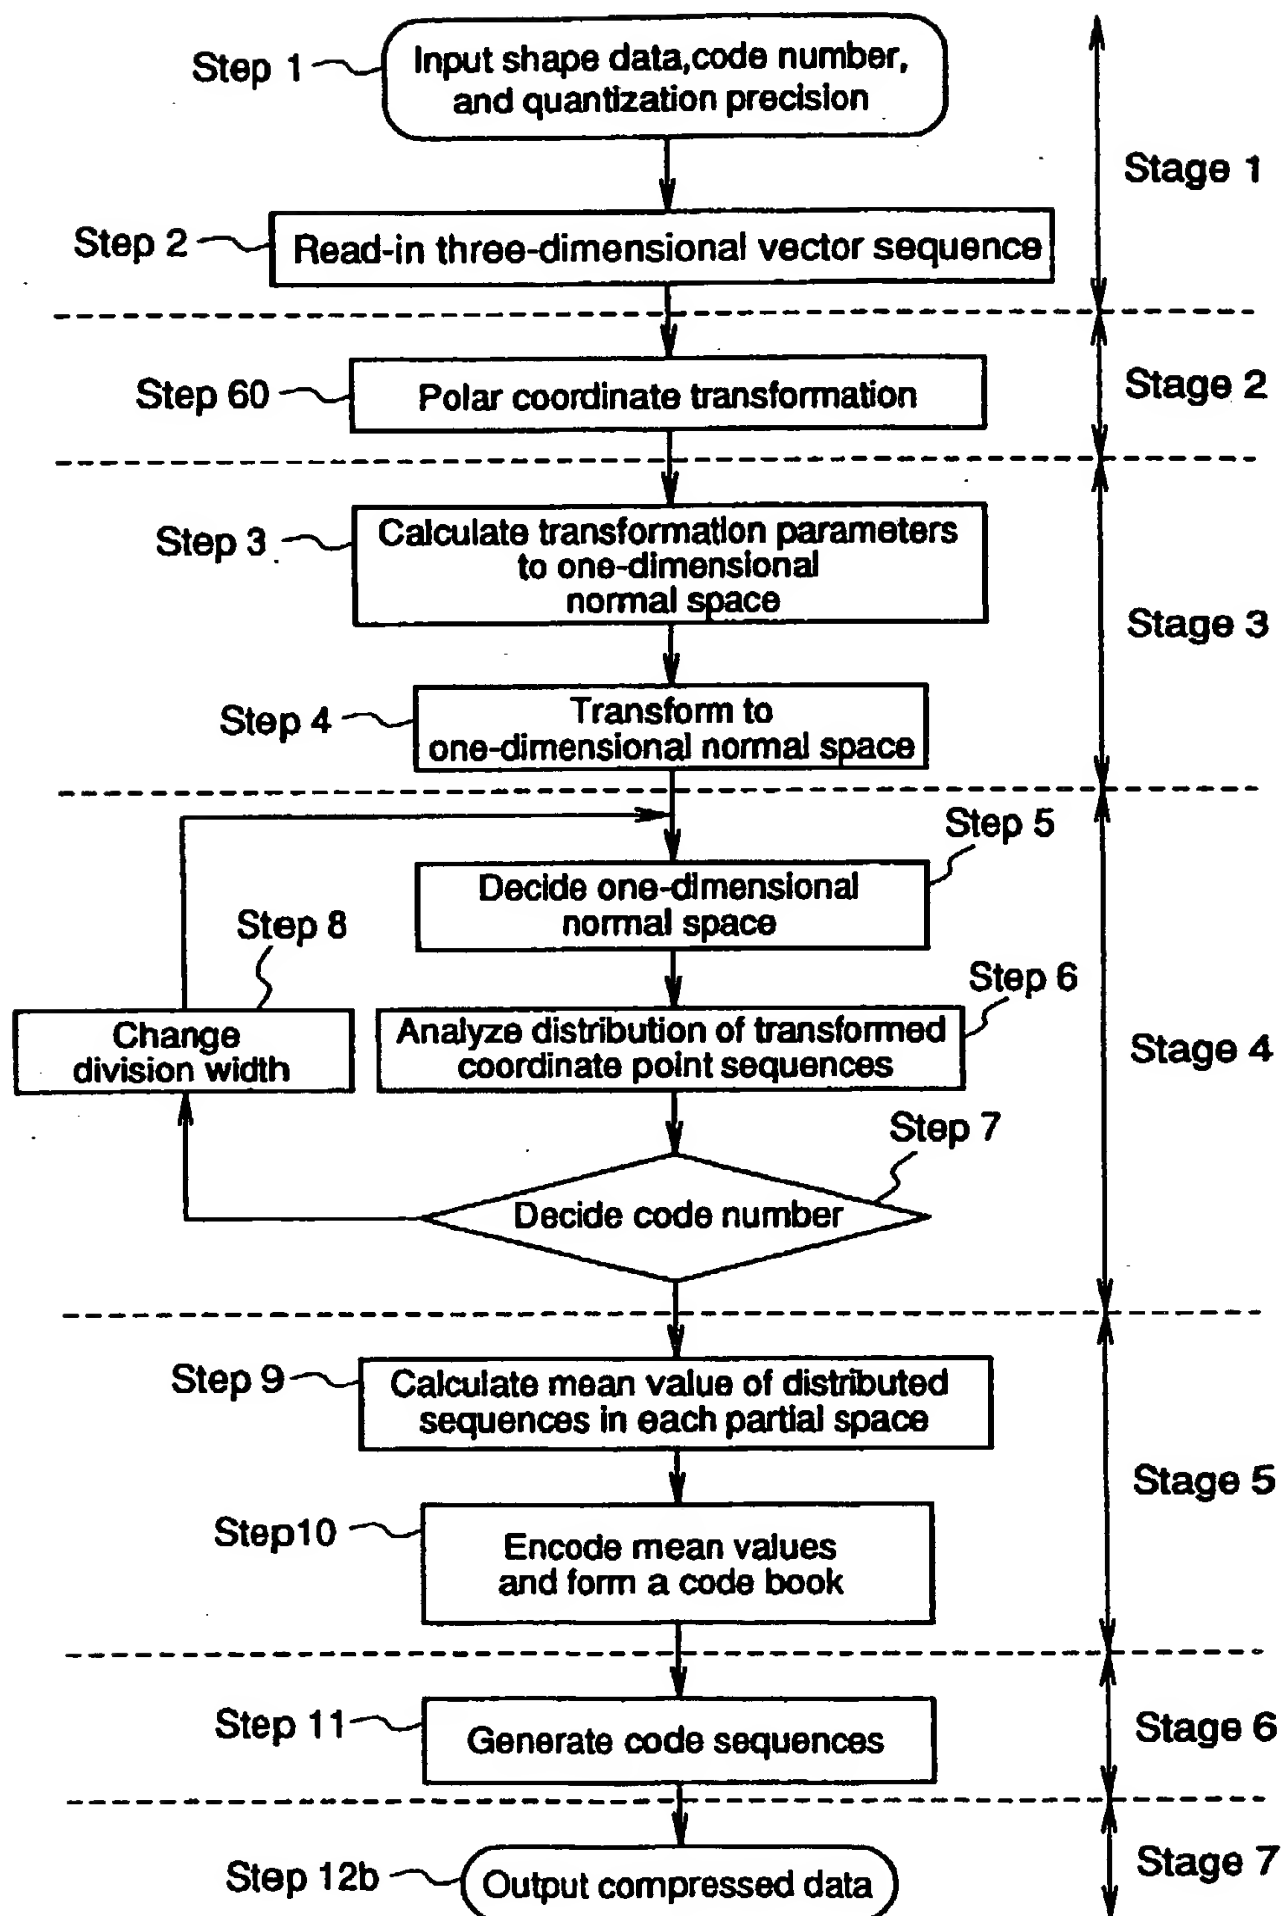 Step 1
Input shape data,code number,
and quantization precision
Stage 1
Step 2
Read-in three-dimensional vector sequence
Step 60
Polar coordinate transformation
Stage 2
Step 3
Calculate transformation parameters
to one-dimensional
normal space
Stage 3
Step 4
Transform to
one-dimensional normal space
Step 5
Decide one-dimensional
normal space
Step 8
Change
division width
Step 6
Analyze distribution of transformed
coordinate point sequences
Stage 4
Step 7
Decide code number
Step 9
Calculate mean value of distributed
sequences in each partial space
Stage 5
Step10
Encode mean values
and form a code book
Step 11
Generate code sequences
Stage 6
Step 12b
Output compressed data
Stage 7